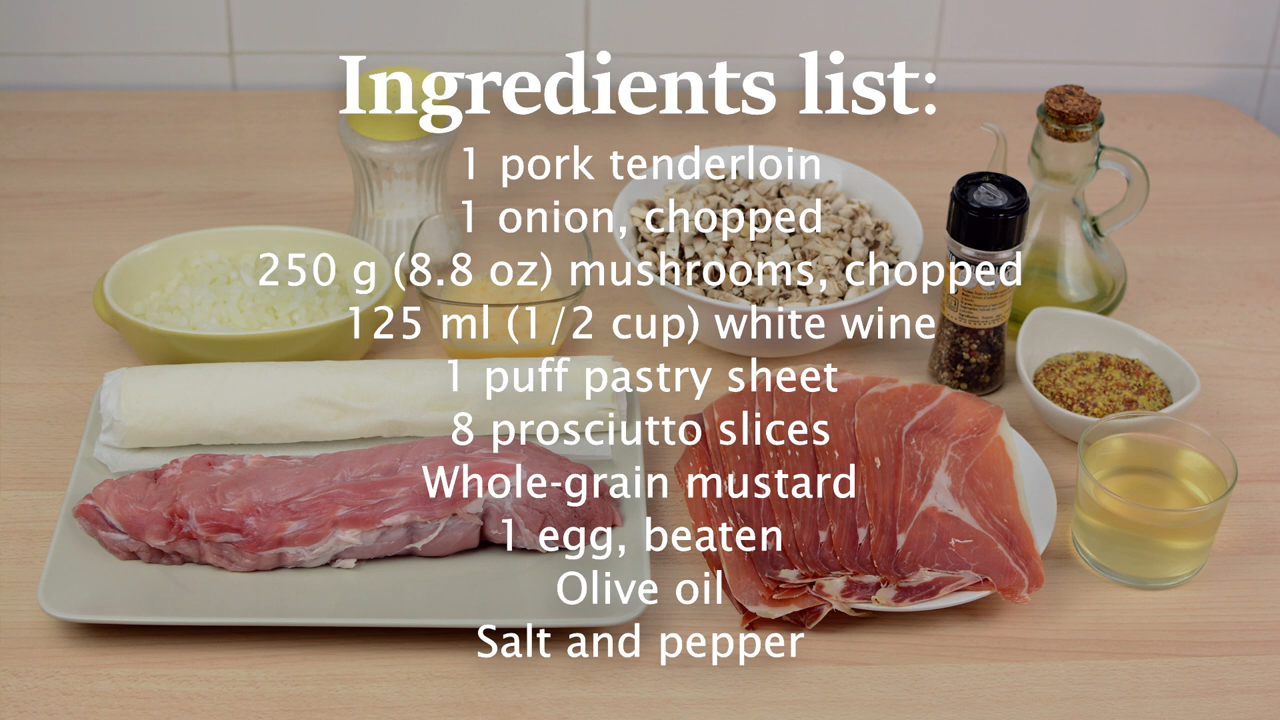 Ingredients list:
1 pork tenderloin
1 onion, chopped
250 g (8.8 oz) mushrooms, chopped
125 ml (1/2 cup) white wine
1 puff pastry sheet
8 prosciutto slices
Whole-grain mustard
1 egg, beaten
Olive oil
Salt and pepper